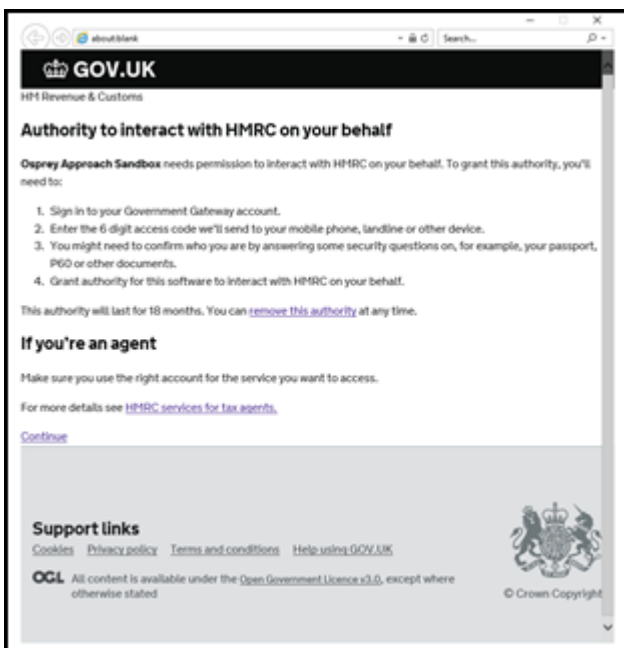 about:blank
Search...
GOV.UK
HM Revenue & Customs
Authority to interact with HMRC on your behalf
Osprey Approach Sandbox needs permission to interact with HMRC on your behalf. To grant this authority, you'll
need to:
1. Sign in to your Government Gateway account.
2. Enter the 6 digit access code we'll send to your mobile phone, landline or other device.
3. You might need to confirm who you are by answering some security questions on, for example, your passport,
P60 or other documents.
4. Grant authority for this software to interact with HMRC on your behalf.
This authority will last for 18 months. You can remove this authority at any time.
If you're an agent
Make sure you use the right account for the service you want to access.
For more details see HMRC services for tax agents.
Continue
Support links
Cookies Privacy policy Terms and conditions Help using GOV.UK
OGL All content is available under the Open Government Licence v3.0, except where
otherwise stated
© Crown Copyright